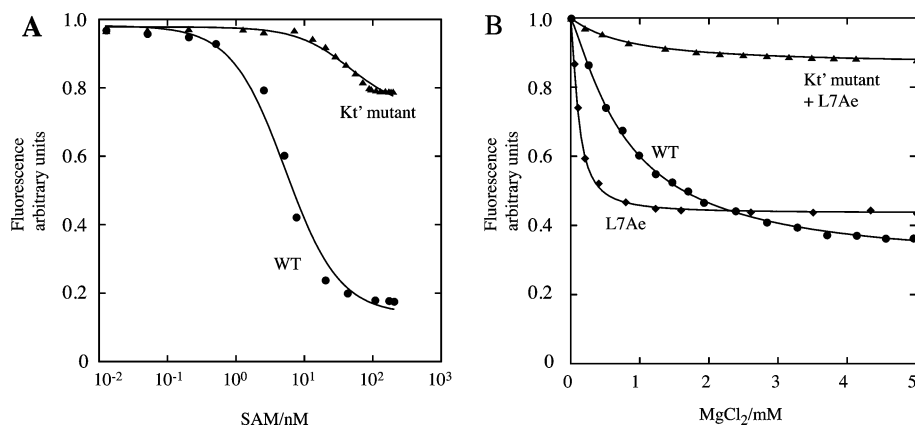 A
1.0
0.8
0.6
0.4
0.2
0
Fluorescence
arbitrary units
Kt’ mutant
WT
10⁻² 10⁻¹ 10⁰ 10¹ 10² 10³
SAM/nM
B
1.0
0.8
0.6
0.4
0.2
0
Fluorescence
arbitrary units
Kt’ mutant
+ L7Ae
WT
L7Ae
0 1 2 3 4 5
MgCl₂/mM